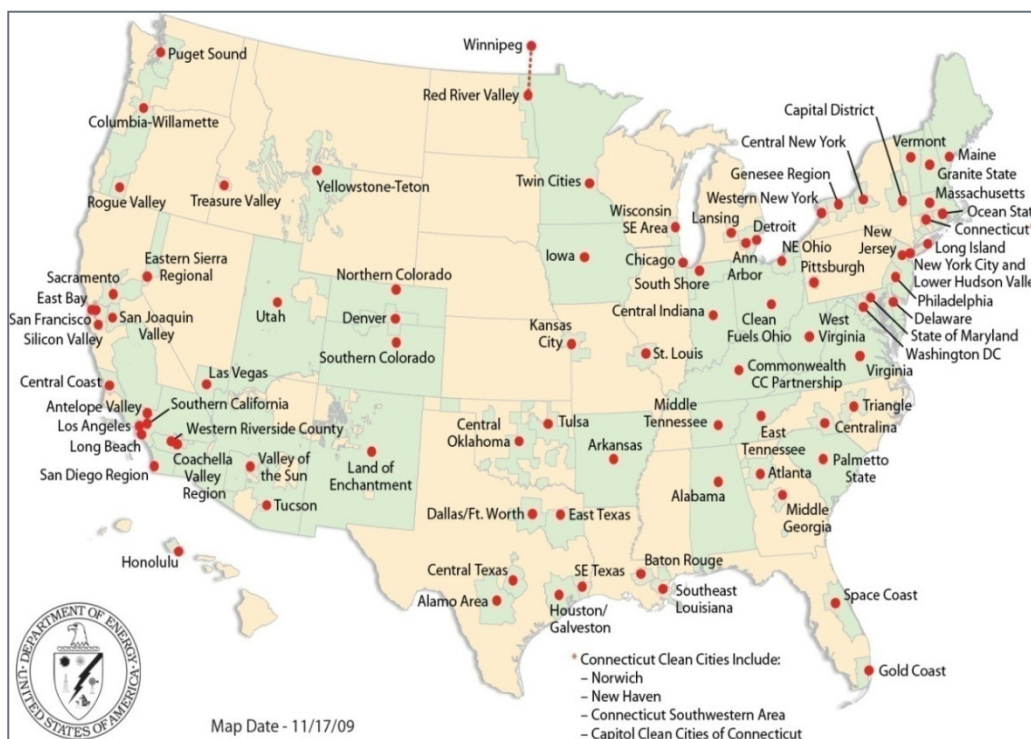 Winnipeg
Puget Sound
Red River Valley
Capital District
Columbia-Willamette
Central New York
Vermont
Maine
Genesee Region
Granite State
Rogue Valley
Treasure Valley
Yellowstone-Teton
Twin Cities
Western New York
Massachusetts
Wisconsin
SE Area
Lansing
Detroit
Ocean Stat
Connecticut*
New
Jersey
Long Island
Eastern Sierra
Regional
Iowa
Chicago
Ann
Arbor
NE Ohio
Pittsburgh
New York City and
Lower Hudson Valle
Sacramento
Northern Colorado
South Shore
Philadelphia
East Bay
Delaware
San Francisco
San Joaquin
Valley
Utah
Denver
Kansas
City
Central Indiana
Clean
Fuels Ohio
West
Virginia
State of Maryland
Silicon Valley
Southern Colorado
St. Louis
Washington DC
Virginia
Central Coast
Las Vegas
Commonwealth
CC Partnership
Antelope Valley
Southern California
Middle
Tennessee
Triangle
Los Angeles
Western Riverside County
Central
Oklahoma
Tulsa
Centralina
Long Beach
East
Tennessee
Coachella
Valley
Region
Valley of
the Sun
Land of
Enchantment
Arkansas
Atlanta
Palmetto
State
San Diego Region
Alabama
Tucson
Dallas/Ft. Worth
East Texas
Middle
Georgia
Honolulu
Central Texas
SE Texas
Baton Rouge
Alamo Area
Houston/
Galveston
Southeast
Louisiana
Space Coast
Gold Coast
DEPARTMENT OF ENERGY
UNITED STATES OF AMERICA
Map Date - 11/17/09
* Connecticut Clean Cities Include:
– Norwich
– New Haven
– Connecticut Southwestern Area
– Capitol Clean Cities of Connecticut